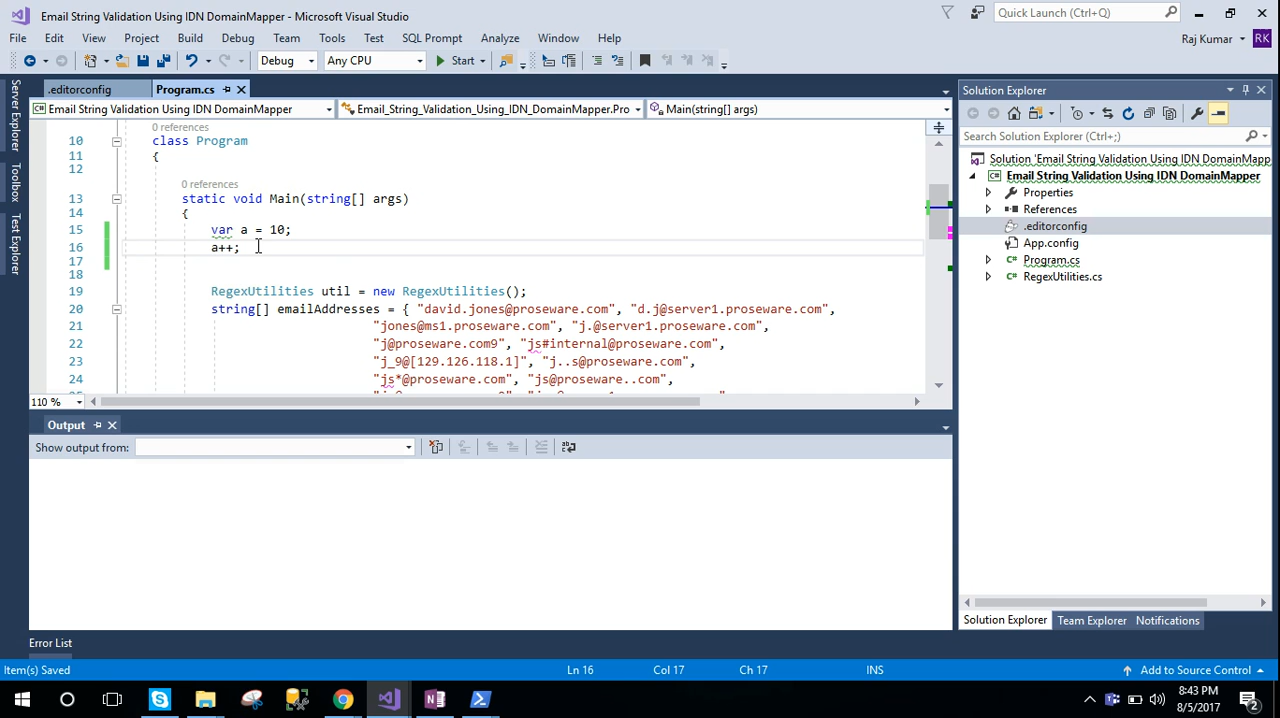 Email String Validation Using IDN DomainMapper - Microsoft Visual Studio
Quick Launch (Ctrl+Q)
File Edit View Project Build Debug Team Tools Test SQL Prompt Analyze Window Help
Raj Kumar RK
Debug Any CPU Start
Server Explorer
Toolbox
Test Explorer
.editorconfig Program.cs
Email String Validation Using IDN DomainMapper Email_String_Validation_Using_IDN_DomainMapper.Pro Main(string[] args)
0 references
10 class Program
11 {
12
0 references
13 static void Main(string[] args)
14 {
15 var a = 10;
16 a++;
17
18
19 RegexUtilities util = new RegexUtilities();
20 string[] emailAddresses = { "david.jones@proseware.com", "d.j@server1.proseware.com",
21 "jones@ms1.proseware.com", "j.@server1.proseware.com",
22 "j@proseware.com9", "js#internal@proseware.com",
23 "j_9@[129.126.118.1]", "j..s@proseware.com",
24 "js*@proseware.com", "js@proseware..com",
110 %
Output
Show output from:
Error List
Solution Explorer
Search Solution Explorer (Ctrl+;)
Solution 'Email String Validation Using IDN DomainMapp
Email String Validation Using IDN DomainMapper
Properties
References
.editorconfig
App.config
Program.cs
RegexUtilities.cs
Solution Explorer Team Explorer Notifications
Item(s) Saved Ln 16 Col 17 Ch 17 INS Add to Source Control
8:43 PM
8/5/2017
2